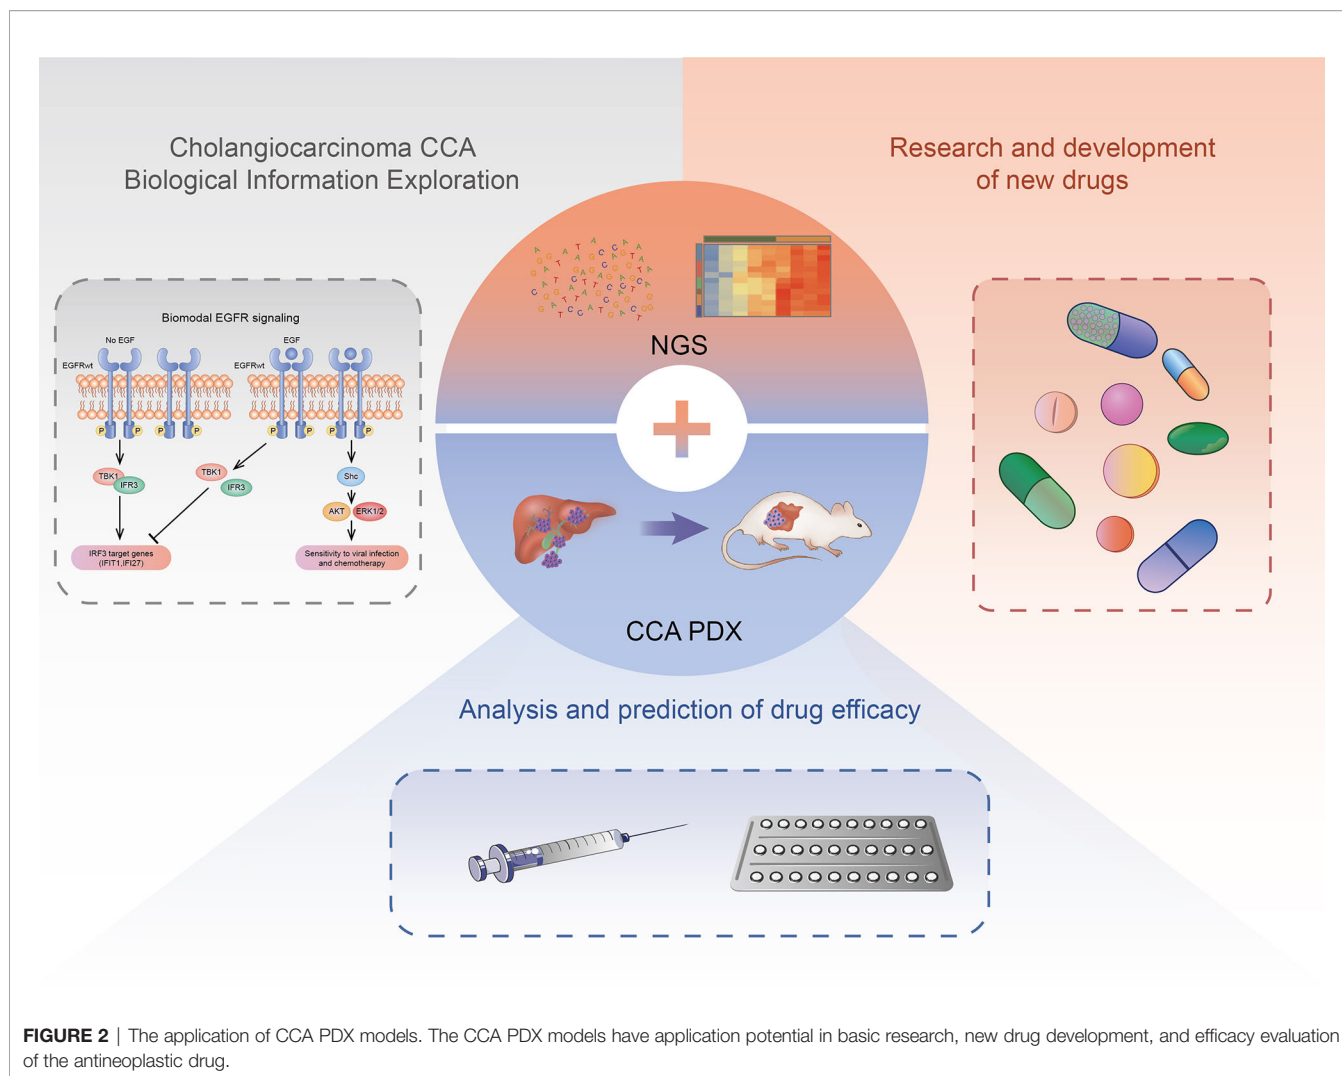 Cholangiocarcinoma CCA
Biological Information Exploration
Research and development
of new drugs
Biomodal EGFR signaling
No EGF
EGFRwt
EGF
EGFRwt
P
P
P
P
P
P
P
P
TBK1
IFR3
TBK1
IFR3
Shc
AKT
ERK1/2
IRF3 target genes
(IFIT1,IFI27)
Sensitivity to viral infection
and chemotherapy
NGS
CCA PDX
Analysis and prediction of drug efficacy
FIGURE 2 | The application of CCA PDX models. The CCA PDX models have application potential in basic research, new drug development, and efficacy evaluation
of the antineoplastic drug.